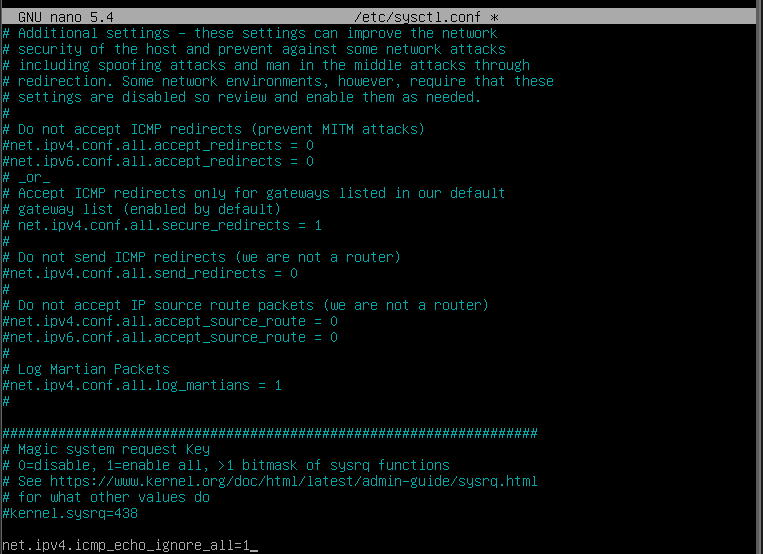 GNU nano 5.4 /etc/sysctl.conf *
# Additional settings - these settings can improve the network
# security of the host and prevent against some network attacks
# including spoofing attacks and man in the middle attacks through
# redirection. Some network environments, however, require that these
# settings are disabled so review and enable them as needed.
#
# Do not accept ICMP redirects (prevent MITM attacks)
#net.ipv4.conf.all.accept_redirects = 0
#net.ipv6.conf.all.accept_redirects = 0
# _or_
# Accept ICMP redirects only for gateways listed in our default
# gateway list (enabled by default)
# net.ipv4.conf.all.secure_redirects = 1
#
# Do not send ICMP redirects (we are not a router)
#net.ipv4.conf.all.send_redirects = 0
#
# Do not accept IP source route packets (we are not a router)
#net.ipv4.conf.all.accept_source_route = 0
#net.ipv6.conf.all.accept_source_route = 0
#
# Log Martian Packets
#net.ipv4.conf.all.log_martians = 1
#
###################################################################
# Magic system request Key
# 0=disable, 1=enable all, >1 bitmask of sysrq functions
# See https://www.kernel.org/doc/html/latest/admin-guide/sysrq.html
# for what other values do
#kernel.sysrq=438
net.ipv4.icmp_echo_ignore_all=1_